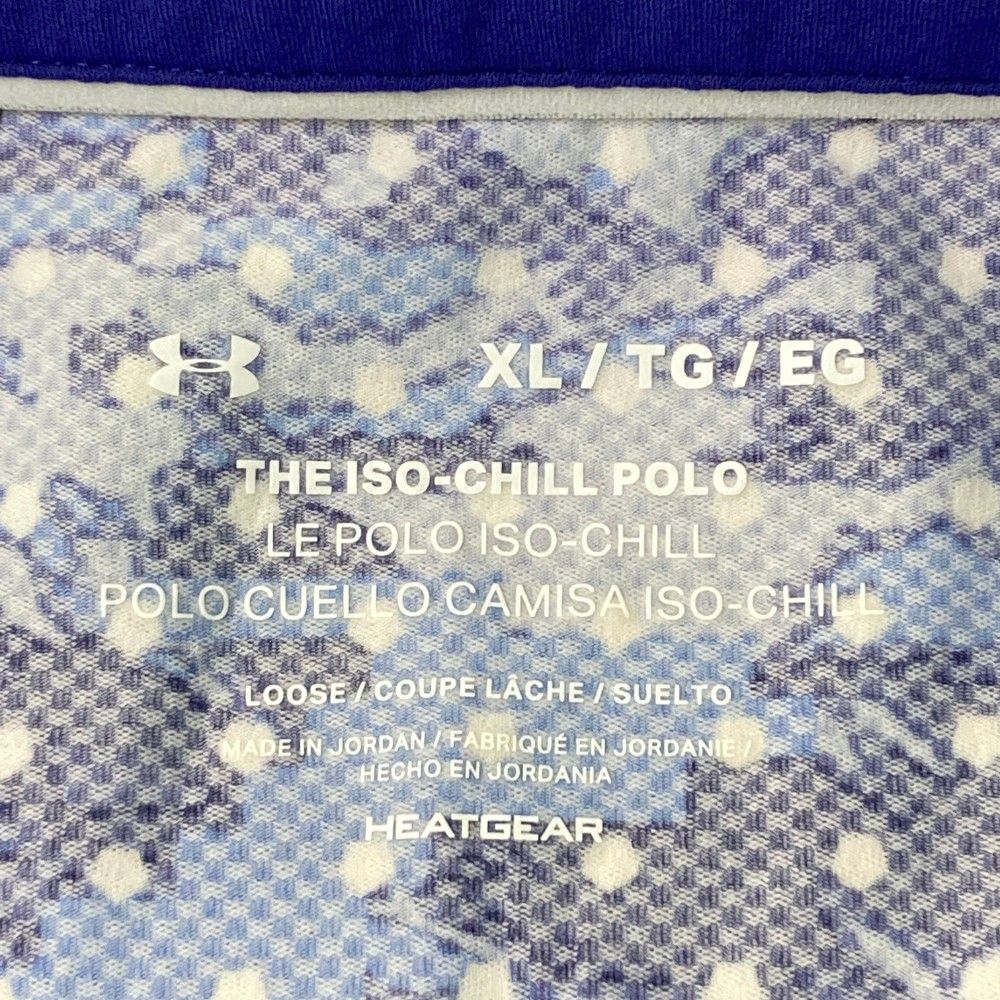 XL / TG / EG
THE ISO-CHILL POLO
LE POLO ISO-CHILL
POLO CUELLO CAMISA ISO-CHILL
LOOSE / COUPE LÂCHE / SUELTO
MADE IN JORDAN / FABRIQUÉ EN JORDANIE /
HECHO EN JORDANIA
HEATGEAR